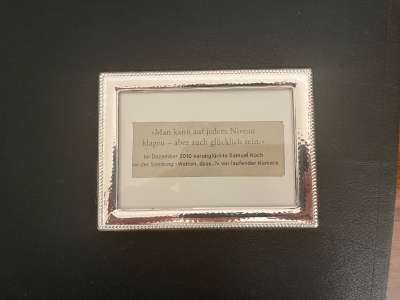 »Man kann auf jedem Niveau
klagen – aber auch glücklich sein.«
Im Dezember 2010 verunglückte Samuel Koch
der Sendung »Wetten, dass..?« vor laufender Kamera